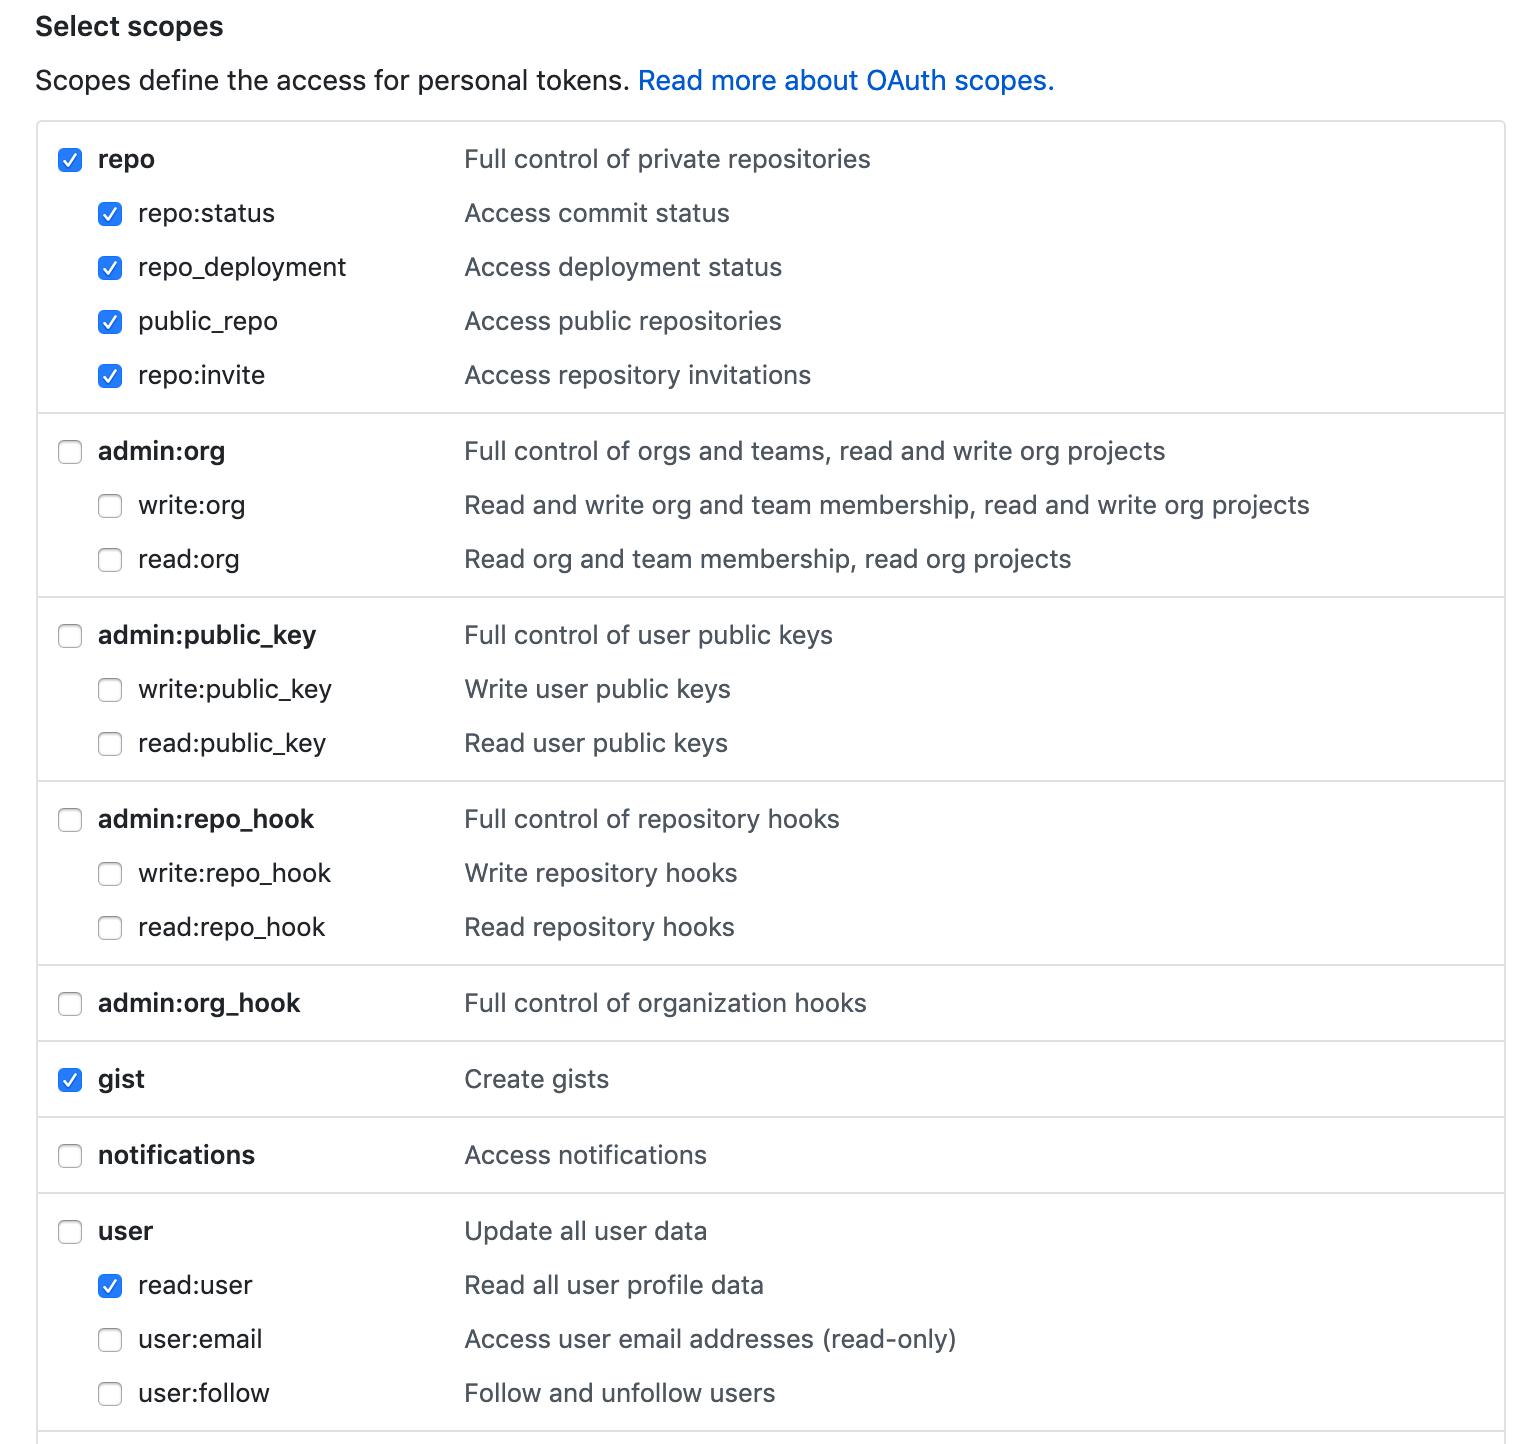 Select scopes
Scopes define the access for personal tokens. Read more about OAuth scopes.
repo Full control of private repositories
repo:status Access commit status
repo_deployment Access deployment status
public_repo Access public repositories
repo:invite Access repository invitations
admin:org Full control of orgs and teams, read and write org projects
write:org Read and write org and team membership, read and write org projects
read:org Read org and team membership, read org projects
admin:public_key Full control of user public keys
write:public_key Write user public keys
read:public_key Read user public keys
admin:repo_hook Full control of repository hooks
write:repo_hook Write repository hooks
read:repo_hook Read repository hooks
admin:org_hook Full control of organization hooks
gist Create gists
notifications Access notifications
user Update all user data
read:user Read all user profile data
user:email Access user email addresses (read-only)
user:follow Follow and unfollow users